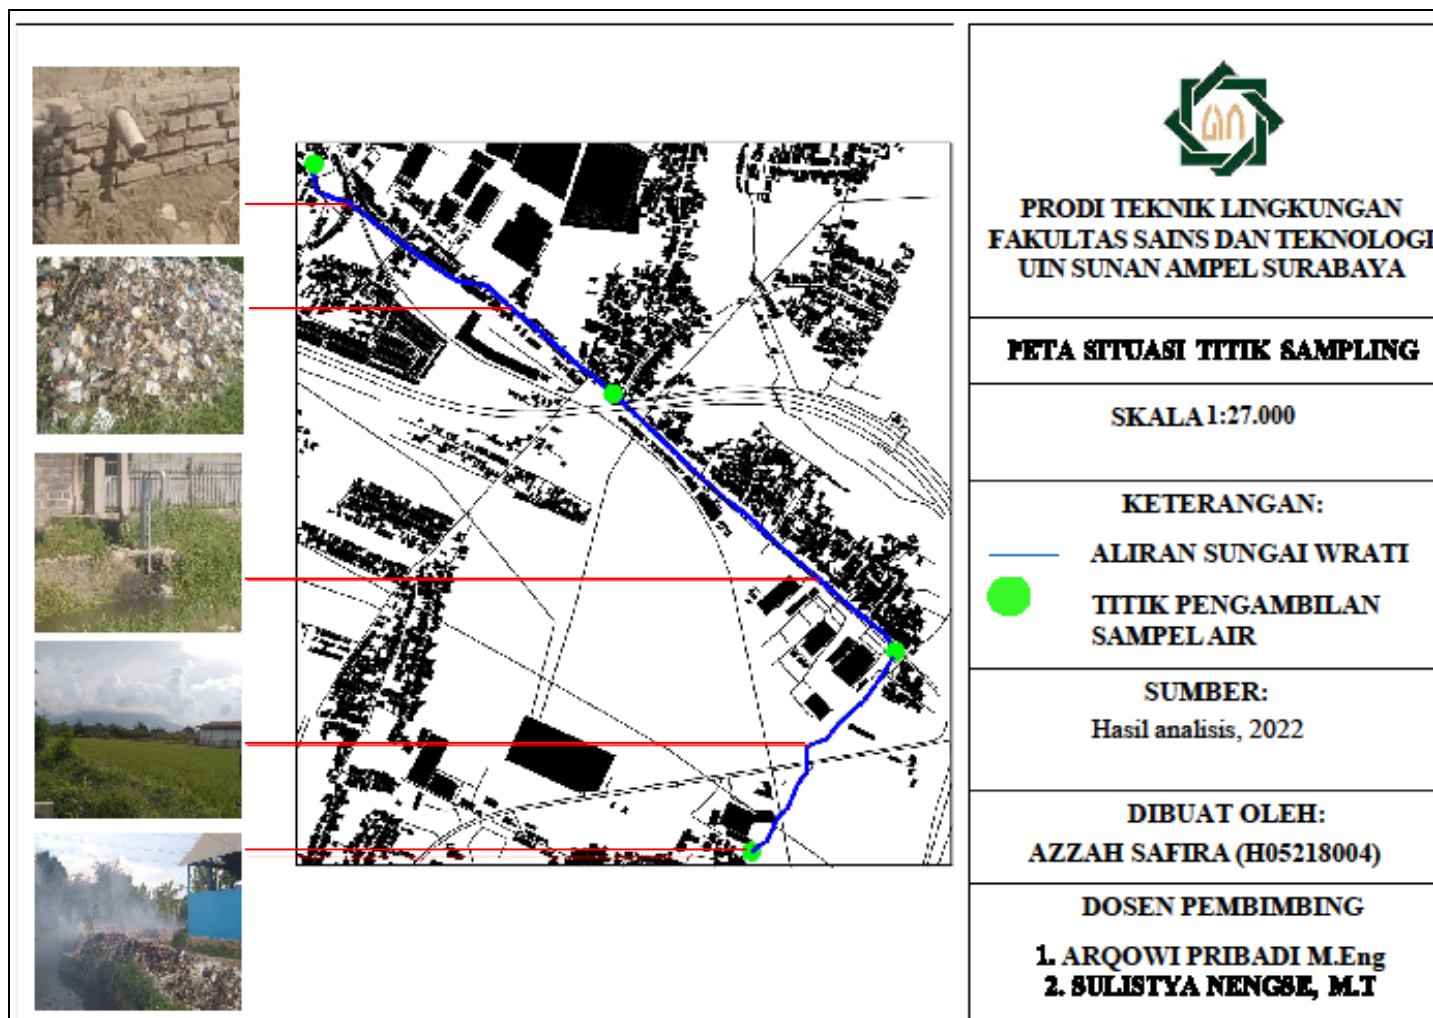 UIN
PRODI TEKNIK LINGKUNGAN
FAKULTAS SAINS DAN TEKNOLOGI
UIN SUNAN AMPEL SURABAYA
PETA SITUASI TITIK SAMPLING
SKALA 1:27.000
KETERANGAN:
ALIRAN SUNGAI WRATI
TITIK PENGAMBILAN
SAMPEL AIR
SUMBER:
Hasil analisis, 2022
DIBUAT OLEH:
AZZAH SAFIRA (H05218004)
DOSEN PEMBIMBING
1. ARQOWI PRIBADI M.Eng
2. SULISTYA NENGSE, M.T